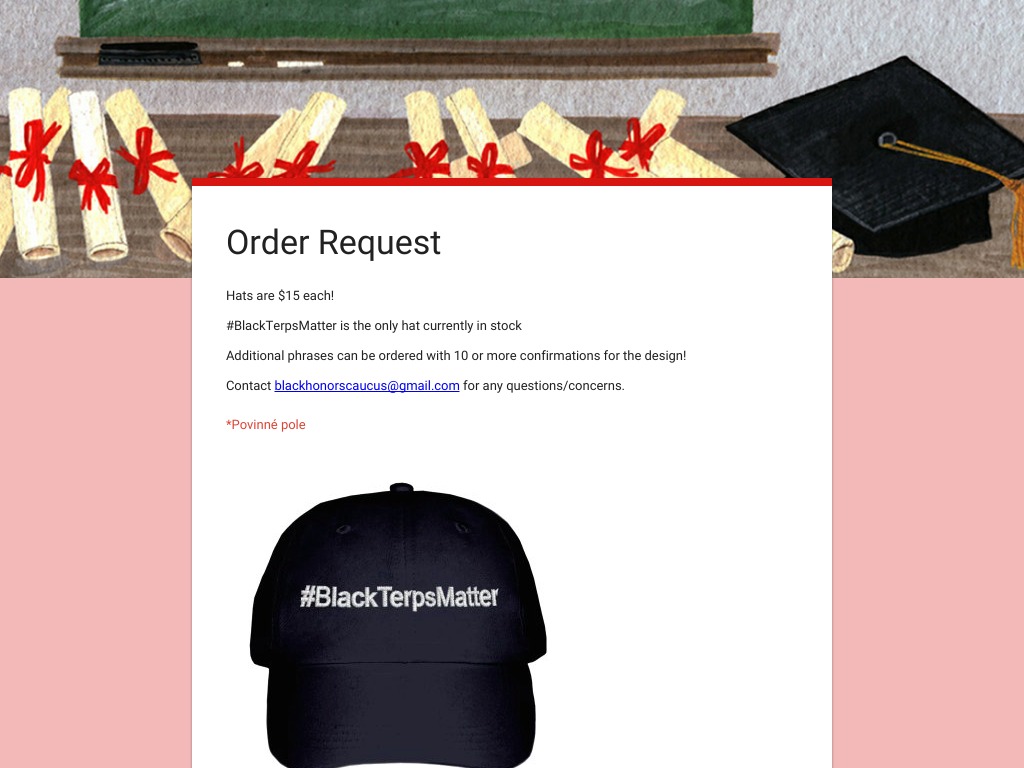 Order Request
Hats are $15 each!
#BlackTerpsMatter is the only hat currently in stock
Additional phrases can be ordered with 10 or more confirmations for the design!
Contact blackhonorscaucus@gmail.com for any questions/concerns.
*Povinné pole
#BlackTerpsMatter